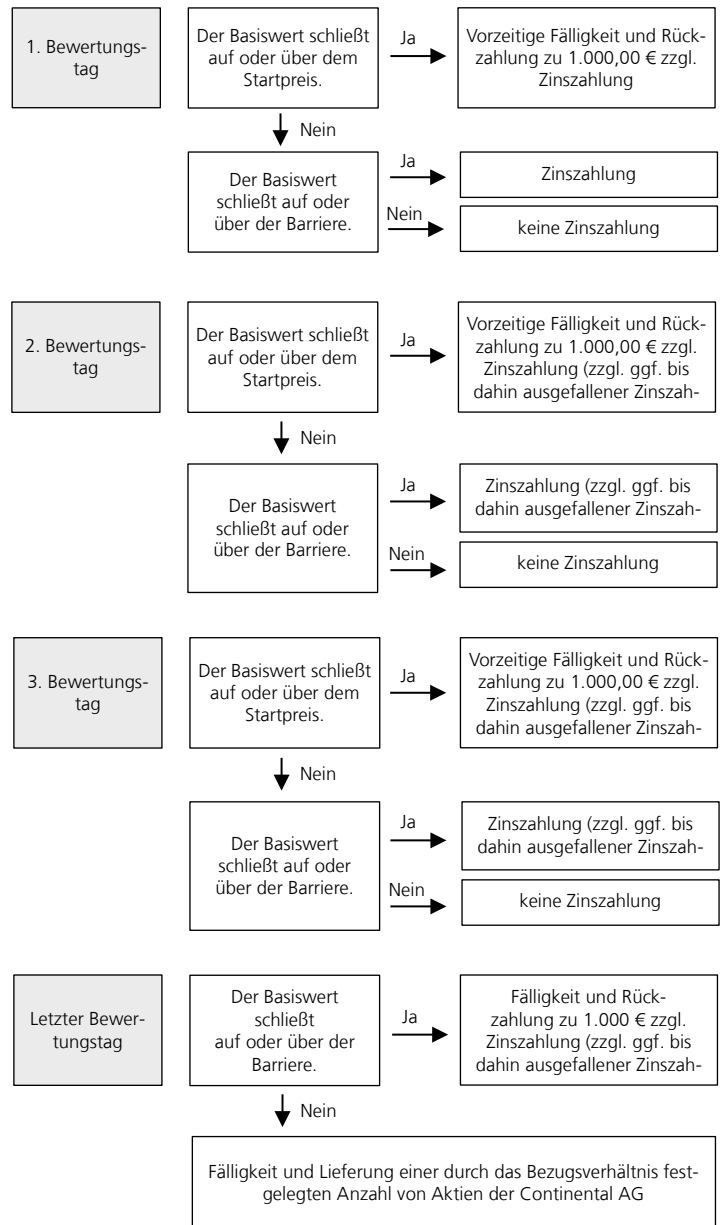 1. Bewertungs-
tag
Der Basiswert schließt
auf oder über dem
Startpreis.
Ja
Vorzeitige Fälligkeit und Rück-
zahlung zu 1.000,00 € zzgl.
Zinszahlung
Nein
Der Basiswert
schließt auf oder
über der Barriere.
Ja
Zinszahlung
Nein
keine Zinszahlung
2. Bewertungs-
tag
Der Basiswert schließt
auf oder über dem
Startpreis.
Ja
Vorzeitige Fälligkeit und Rück-
zahlung zu 1.000,00 € zzgl.
Zinszahlung (zzgl. ggf. bis
dahin ausgefallener Zinszah-
Nein
Der Basiswert
schließt auf oder
über der Barriere.
Ja
Zinszahlung (zzgl. ggf. bis
dahin ausgefallener Zinszah-
Nein
keine Zinszahlung
3. Bewertungs-
tag
Der Basiswert schließt
auf oder über dem
Startpreis.
Ja
Vorzeitige Fälligkeit und Rück-
zahlung zu 1.000,00 € zzgl.
Zinszahlung (zzgl. ggf. bis
dahin ausgefallener Zinszah-
Nein
Der Basiswert
schließt auf oder
über der Barriere.
Ja
Zinszahlung (zzgl. ggf. bis
dahin ausgefallener Zinszah-
Nein
keine Zinszahlung
Letzter Bewer-
tungstag
Der Basiswert
schließt
auf oder über der
Barriere.
Ja
Fälligkeit und Rück-
zahlung zu 1.000 € zzgl.
Zinszahlung (zzgl. ggf. bis
dahin ausgefallener Zinszah-
Nein
Fälligkeit und Lieferung einer durch das Bezugsverhältnis fest-
gelegten Anzahl von Aktien der Continental AG